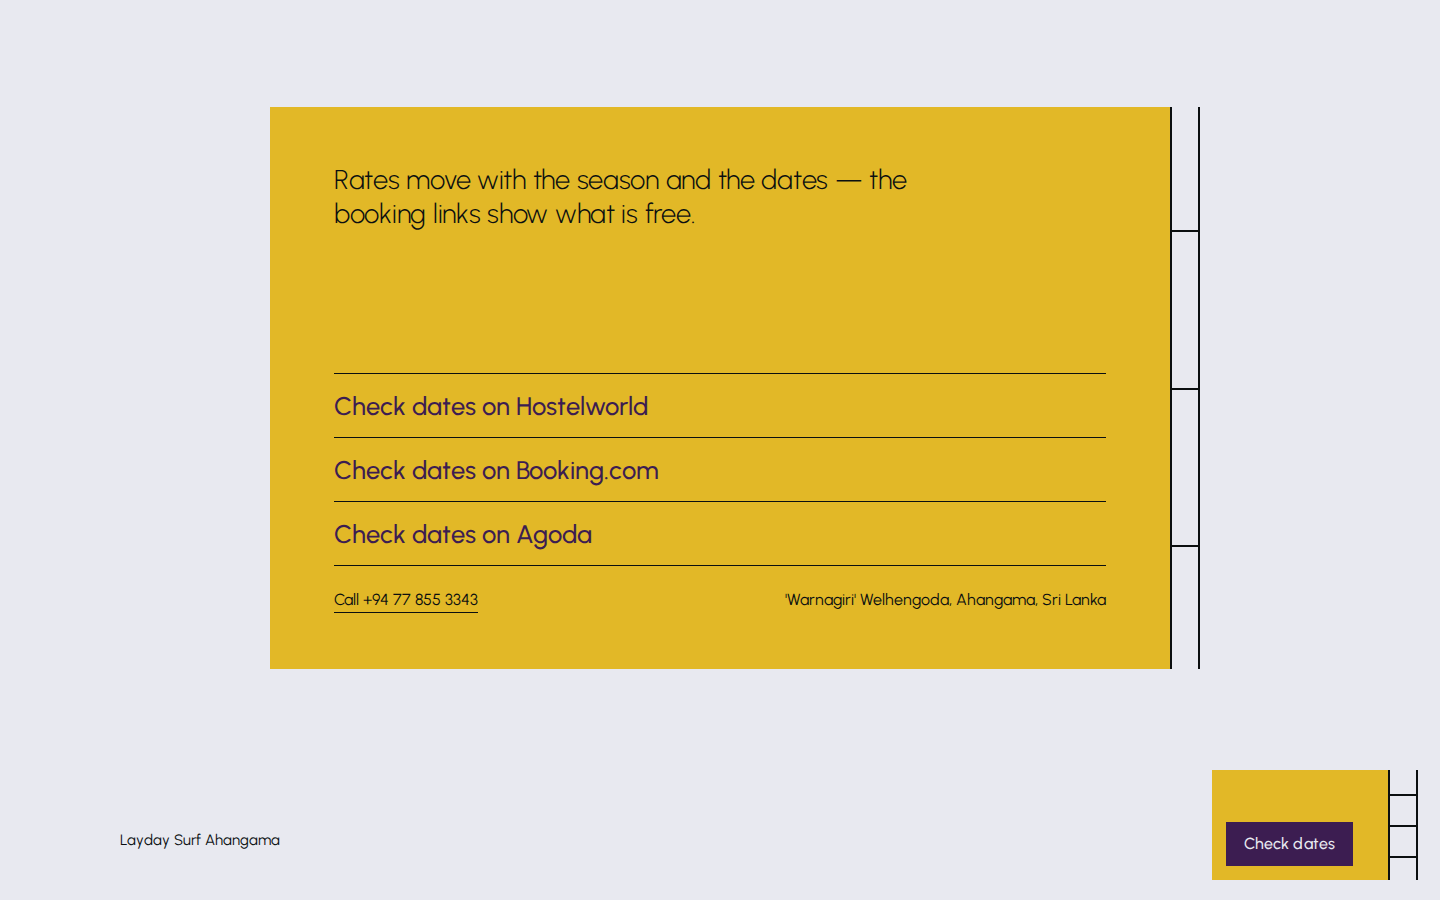 Rates move with the season and the dates — the
booking links show what is free.
Check dates on Hostelworld
Check dates on Booking.com
Check dates on Agoda
Call +94 77 855 3343
'Warnagiri' Welhengoda, Ahangama, Sri Lanka
Layday Surf Ahangama
Check dates